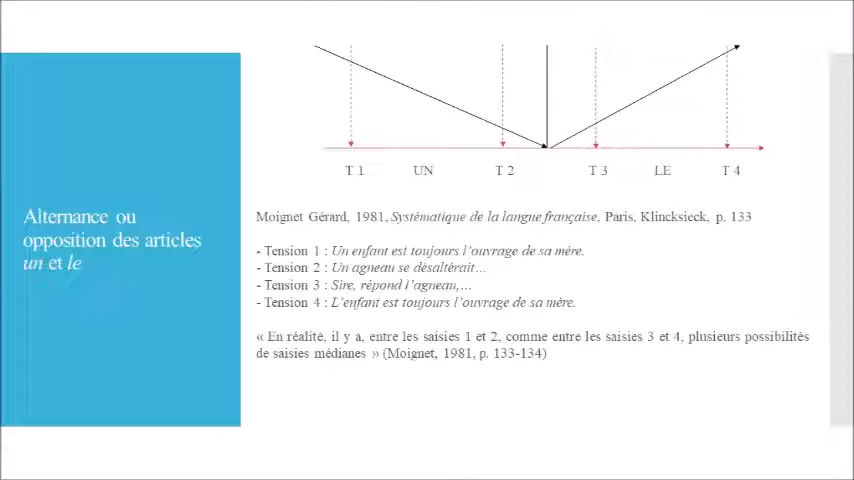 T 1 UN T 2 T 3 LE T 4
Alternance ou
opposition des articles
un et le
Moignet Gérard, 1981, Systématique de la langue française, Paris, Klincksieck, p. 133
- Tension 1 : Un enfant est toujours l’ouvrage de sa mère.
- Tension 2 : Un agneau se désaltérait…
- Tension 3 : Sire, répond l’agneau,…
- Tension 4 : L’enfant est toujours l’ouvrage de sa mère.
« En réalité, il y a, entre les saisies 1 et 2, comme entre les saisies 3 et 4, plusieurs possibilités
de saisies médianes » (Moignet, 1981, p. 133-134)